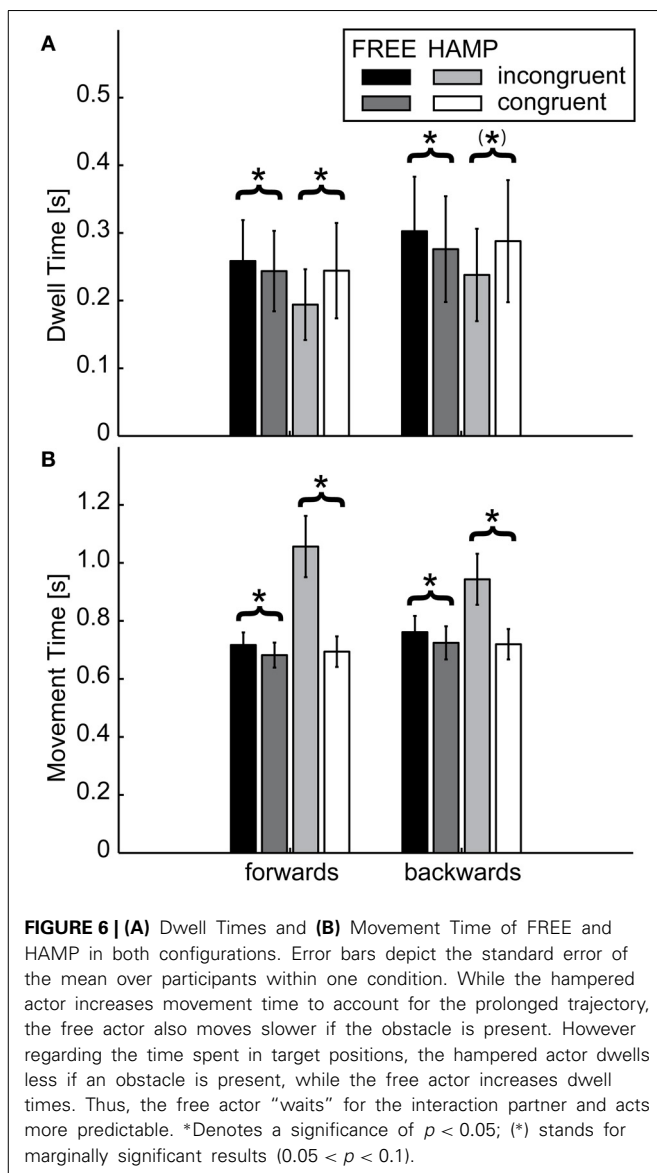 A
FREE HAMP
incongruent
congruent
0.5
0.4
0.3
0.2
0.1
0
Dwell Time [s]
* * * (*)
B
1.2
1.0
0.8
0.6
0.4
0.2
0
Movement Time [s]
* * * *
forwards backwards
FIGURE 6 | (A) Dwell Times and (B) Movement Time of FREE and
HAMP in both configurations. Error bars depict the standard error of
the mean over participants within one condition. While the hampered
actor increases movement time to account for the prolonged trajectory,
the free actor also moves slower if the obstacle is present. However
regarding the time spent in target positions, the hampered actor dwells
less if an obstacle is present, while the free actor increases dwell
times. Thus, the free actor “waits” for the interaction partner and acts
more predictable. *Denotes a significance of p < 0.05; (*) stands for
marginally significant results (0.05 < p < 0.1).